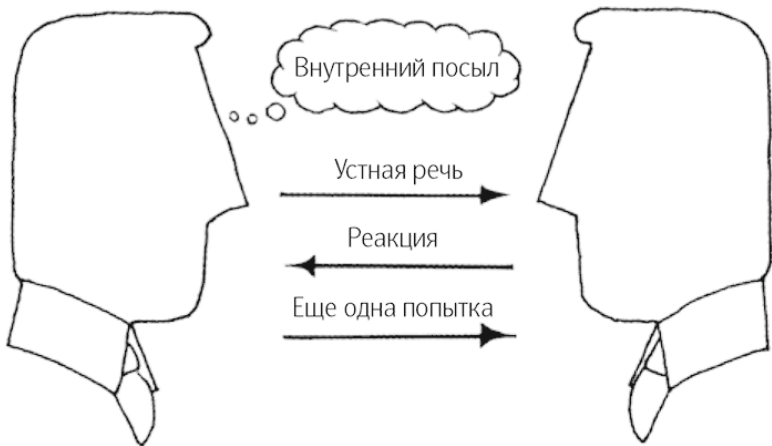 Внутренний посыл
Устная речь
Реакция
Еще одна попытка